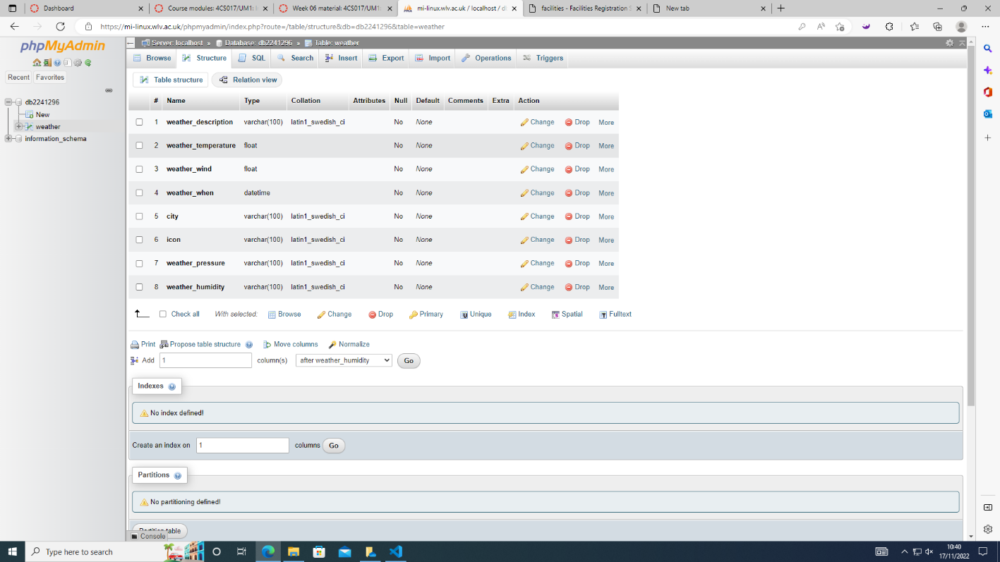 Dashboard
Course modules: 4CS017/UM1:
Week 06 material: 4CS017/UM1:
mi-linux.wlv.ac.uk / localhost /
facilities - Facilities Registration
New tab
https://mi-linux.wlv.ac.uk/phpmyadmin/index.php?route=/table/structure&db=db2241296&table=weather
phpMyAdmin
Recent Favorites
db2241296
New
weather
information_schema
Server: localhost » Database: db2241296 » Table: weather
Browse Structure SQL Search Insert Export Import Operations Triggers
Table structure Relation view
# Name Type Collation Attributes Null Default Comments Extra Action
1 weather_description varchar(100) latin1_swedish_ci No None Change Drop More
2 weather_temperature float No None Change Drop More
3 weather_wind float No None Change Drop More
4 weather_when datetime No None Change Drop More
5 city varchar(100) latin1_swedish_ci No None Change Drop More
6 icon varchar(100) latin1_swedish_ci No None Change Drop More
7 weather_pressure varchar(100) latin1_swedish_ci No None Change Drop More
8 weather_humidity varchar(100) latin1_swedish_ci No None Change Drop More
Check all With selected: Browse Change Drop Primary Unique Index Spatial Fulltext
Print Propose table structure Move columns Normalize
Add 1 column(s) after weather_humidity Go
Indexes
No index defined!
Create an index on 1 columns Go
Partitions
No partitioning defined!
Partition table
Console
Type here to search
10:40
17/11/2022